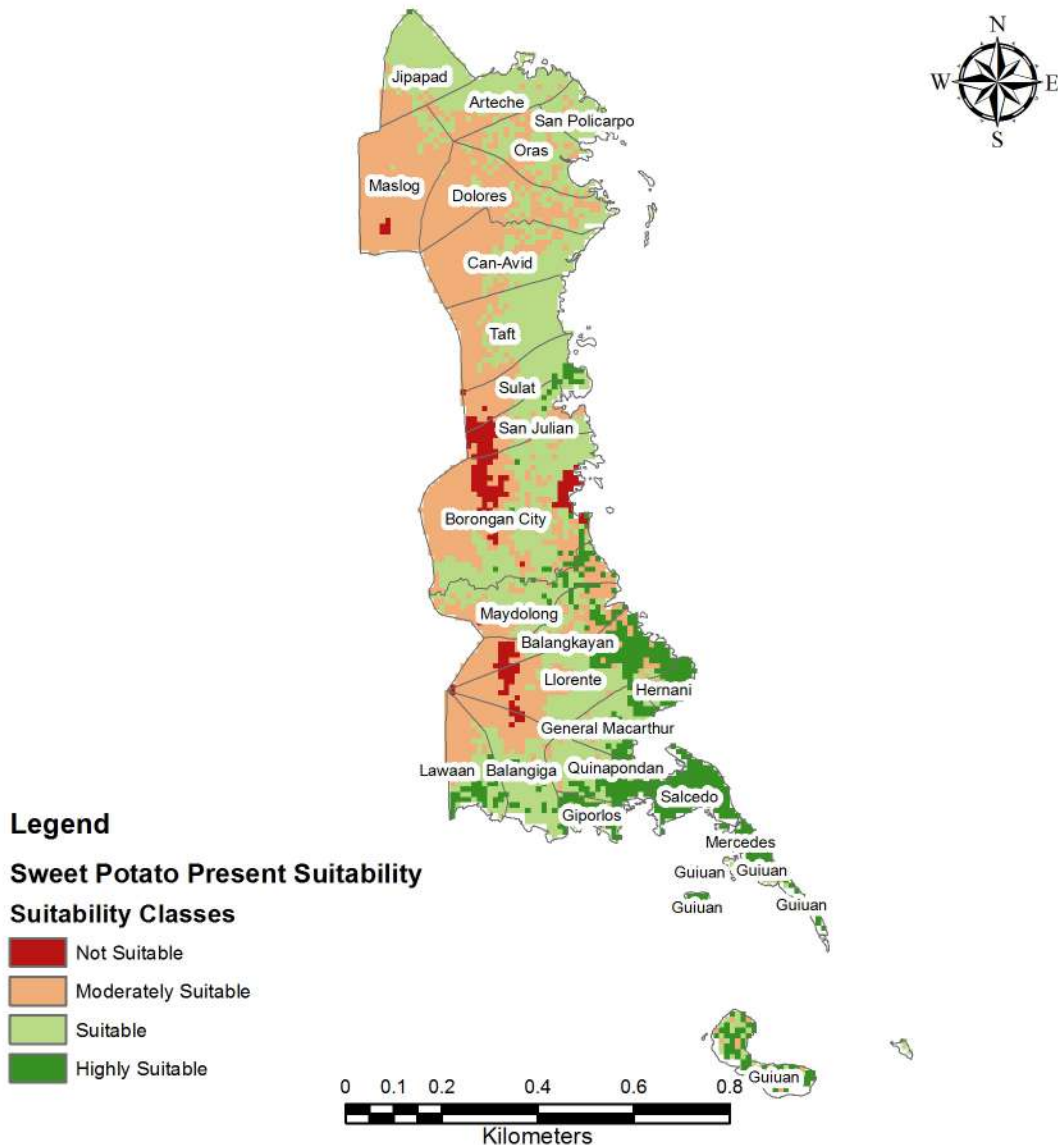 N
W E
S
Jipapad
Arteche
San Policarpo
Oras
Maslog
Dolores
Can-Avid
Taft
Sulat
San Julian
Borongan City
Maydolong
Balangkayan
Llorente
Hernani
General Macarthur
Lawaan
Balangiga
Quinapondan
Salcedo
Giporlos
Mercedes
Guiuan
Guiuan
Guiuan
Guiuan
Guiuan
Legend
Sweet Potato Present Suitability
Suitability Classes
Not Suitable
Moderately Suitable
Suitable
Highly Suitable
0 0.1 0.2 0.4 0.6 0.8
Kilometers